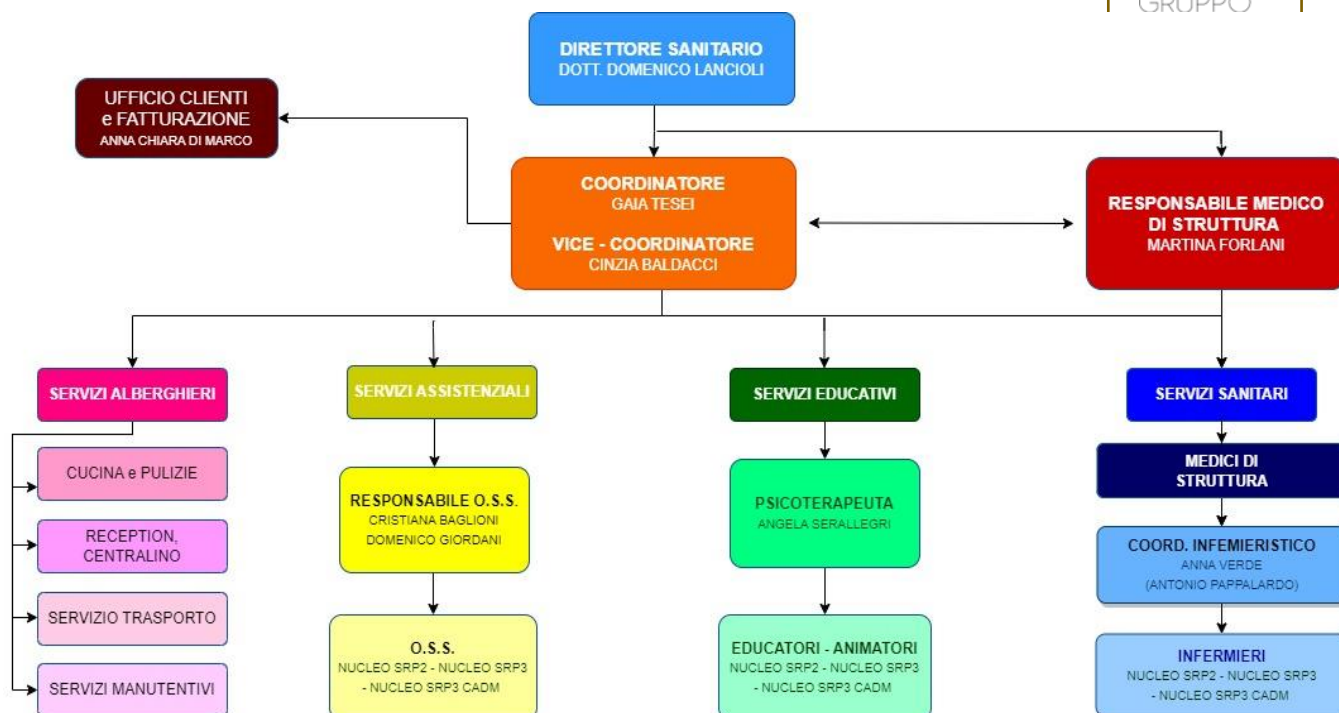 GRUPPO
DIRETTORE SANITARIO
DOTT. DOMENICO LANCIOLI
UFFICIO CLIENTI
e FATTURAZIONE
ANNA CHIARA DI MARCO
COORDINATORE
GAIA TESEI
VICE - COORDINATORE
CINZIA BALDACCI
RESPONSABILE MEDICO
DI STRUTTURA
MARTINA FORLANI
SERVIZI ALBERGHIERI
SERVIZI ASSISTENZIALI
SERVIZI EDUCATIVI
SERVIZI SANITARI
CUCINA e PULIZIE
RECEPTION,
CENTRALINO
SERVIZIO TRASPORTO
SERVIZI MANUTENTIVI
RESPONSABILE O.S.S.
CRISTIANA BAGLIONI
DOMENICO GIORDANI
O.S.S.
NUCLEO SRP2 - NUCLEO SRP3
- NUCLEO SRP3 CADM
PSICOTERAPEUTA
ANGELA SERALLEGRI
EDUCATORI - ANIMATORI
NUCLEO SRP2 - NUCLEO SRP3
- NUCLEO SRP3 CADM
MEDICI DI
STRUTTURA
COORD. INFEMIERISTICO
ANNA VERDE
(ANTONIO PAPPALARDO)
INFERMIERI
NUCLEO SRP2 - NUCLEO SRP3
- NUCLEO SRP3 CADM